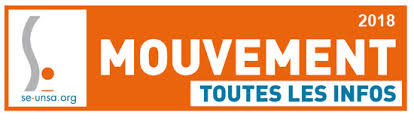 2018
MOUVEMENT
TOUTES LES INFOS
se-unsa.org